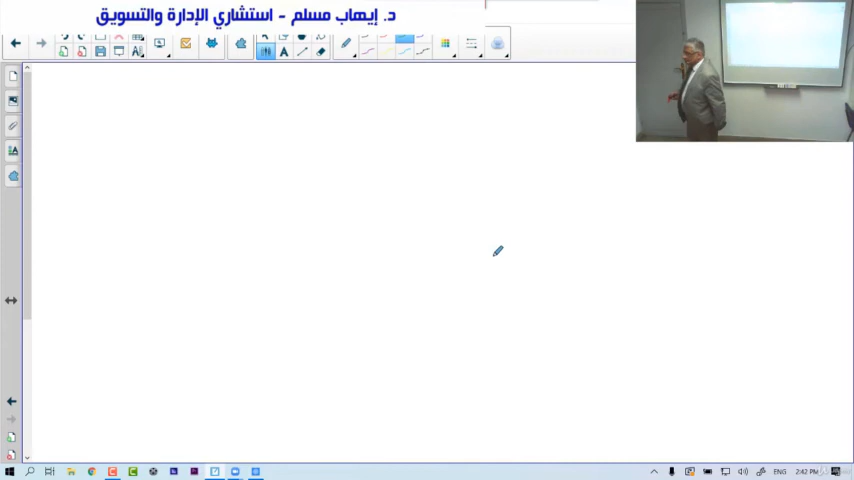 د. إيهاب مسلم - استشاري الإدارة والتسويق
ENG
2:42 PM